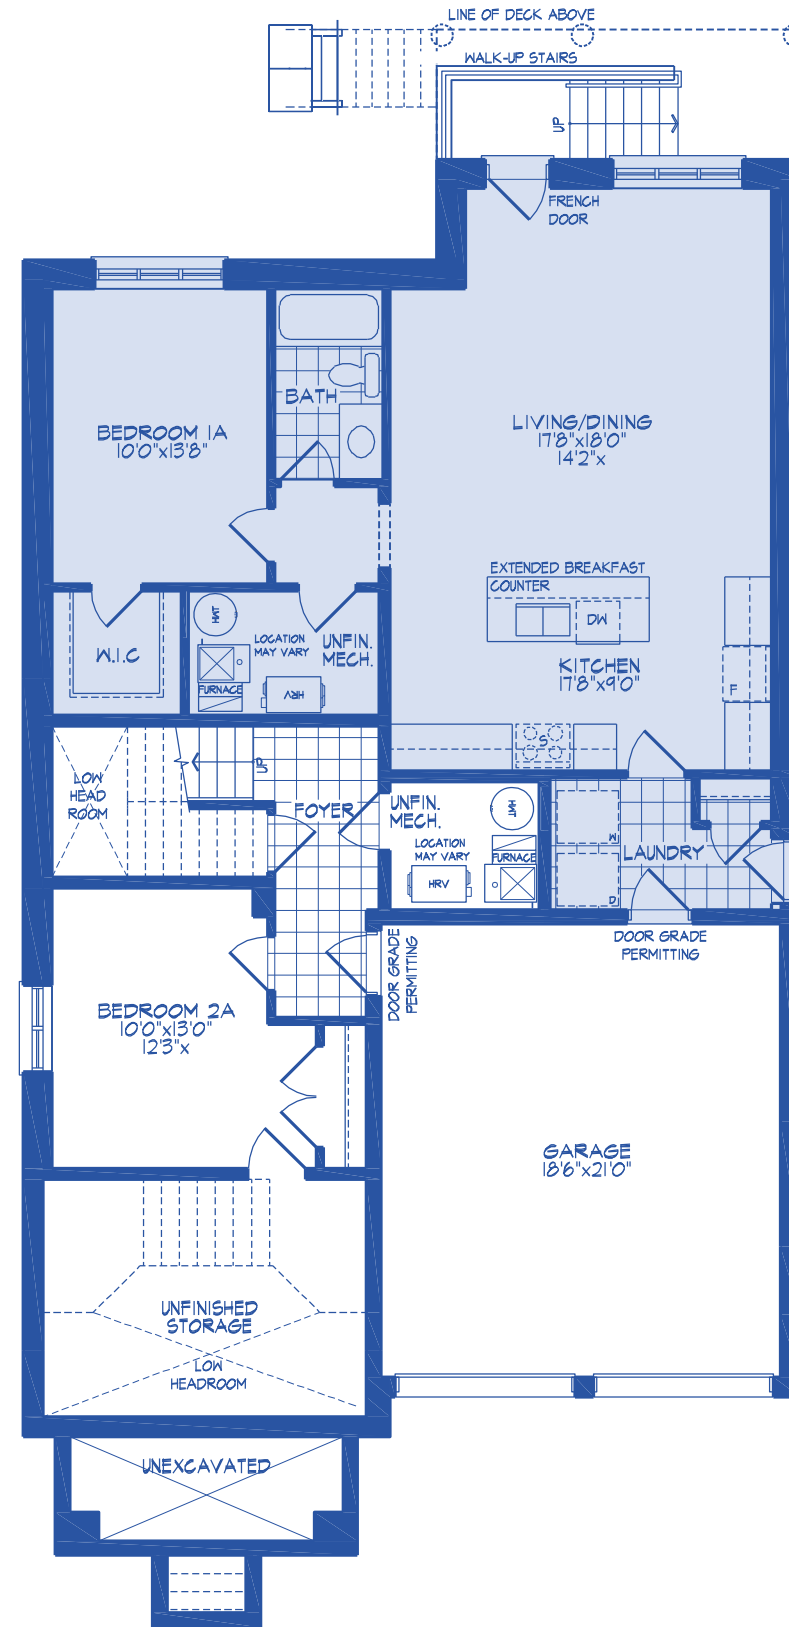 LINE OF DECK ABOVE
WALK-UP STAIRS
UP
FRENCH
DOOR
BATH
BEDROOM 1A
10'0"x13'8"
LIVING/DINING
17'8"x18'0"
14'2"x
EXTENDED BREAKFAST
COUNTER
DW
HWT
LOCATION
MAY VARY
UNFIN.
MECH.
W.I.C
FURNACE
HRV
KITCHEN
17'8"x9'0"
F
S
UP
LOW
HEAD
ROOM
FOYER
UNFIN.
MECH.
HWT
LOCATION
MAY VARY
FURNACE
HRV
W
LAUNDRY
D
DOOR GRADE
PERMITTING
DOOR GRADE
PERMITTING
BEDROOM 2A
10'0"x13'0"
12'3"x
GARAGE
18'6"x21'0"
UNFINISHED
STORAGE
LOW
HEADROOM
UNEXCAVATED